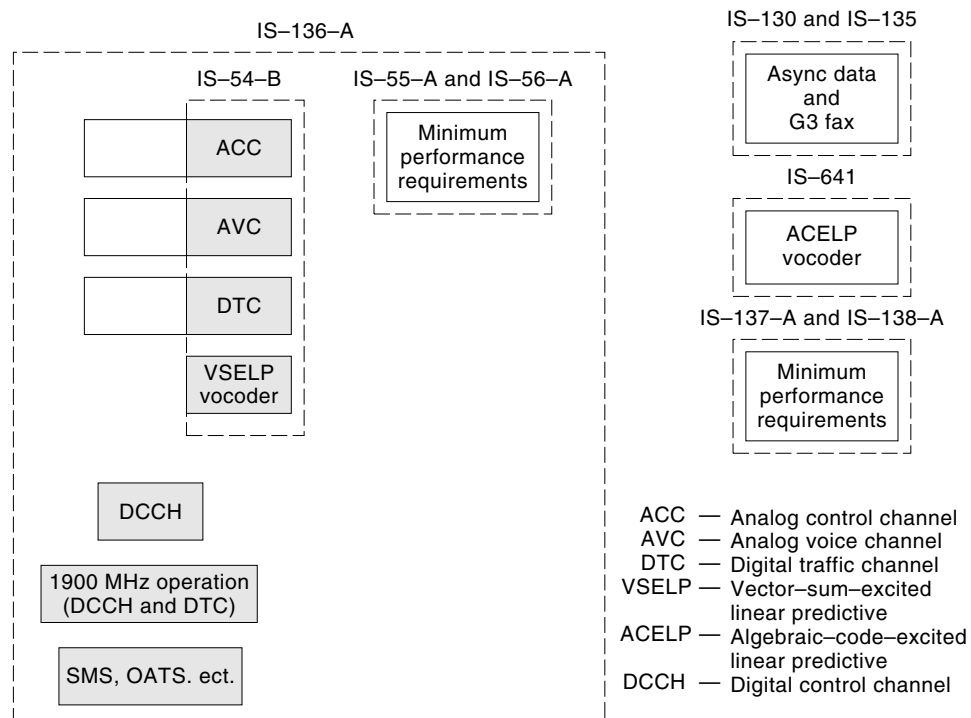 IS–136–A
IS–54–B
ACC
AVC
DTC
VSELP
vocoder
IS–55–A and IS–56–A
Minimum
performance
requirements
DCCH
1900 MHz operation
(DCCH and DTC)
SMS, OATS. ect.
IS–130 and IS–135
Async data
and
G3 fax
IS–641
ACELP
vocoder
IS–137–A and IS–138–A
Minimum
performance
requirements
ACC — Analog control channel
AVC — Analog voice channel
DTC — Digital traffic channel
VSELP — Vector–sum–excited
linear predictive
ACELP — Algebraic–code–excited
linear predictive
DCCH — Digital control channel